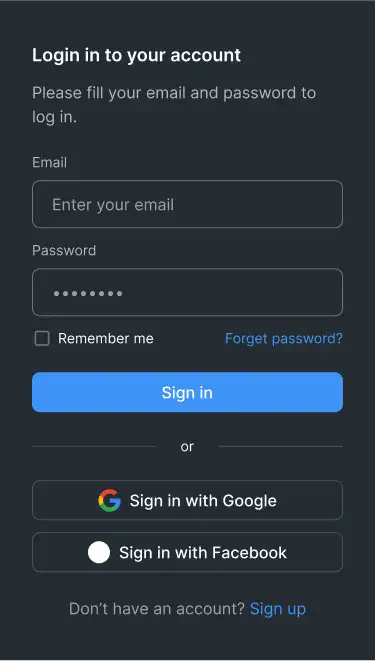 Login in to your account
Please fill your email and password to
log in.
Email
Enter your email
Password
••••••••
Remember me Forget password?
Sign in
or
Sign in with Google
Sign in with Facebook
Don’t have an account? Sign up